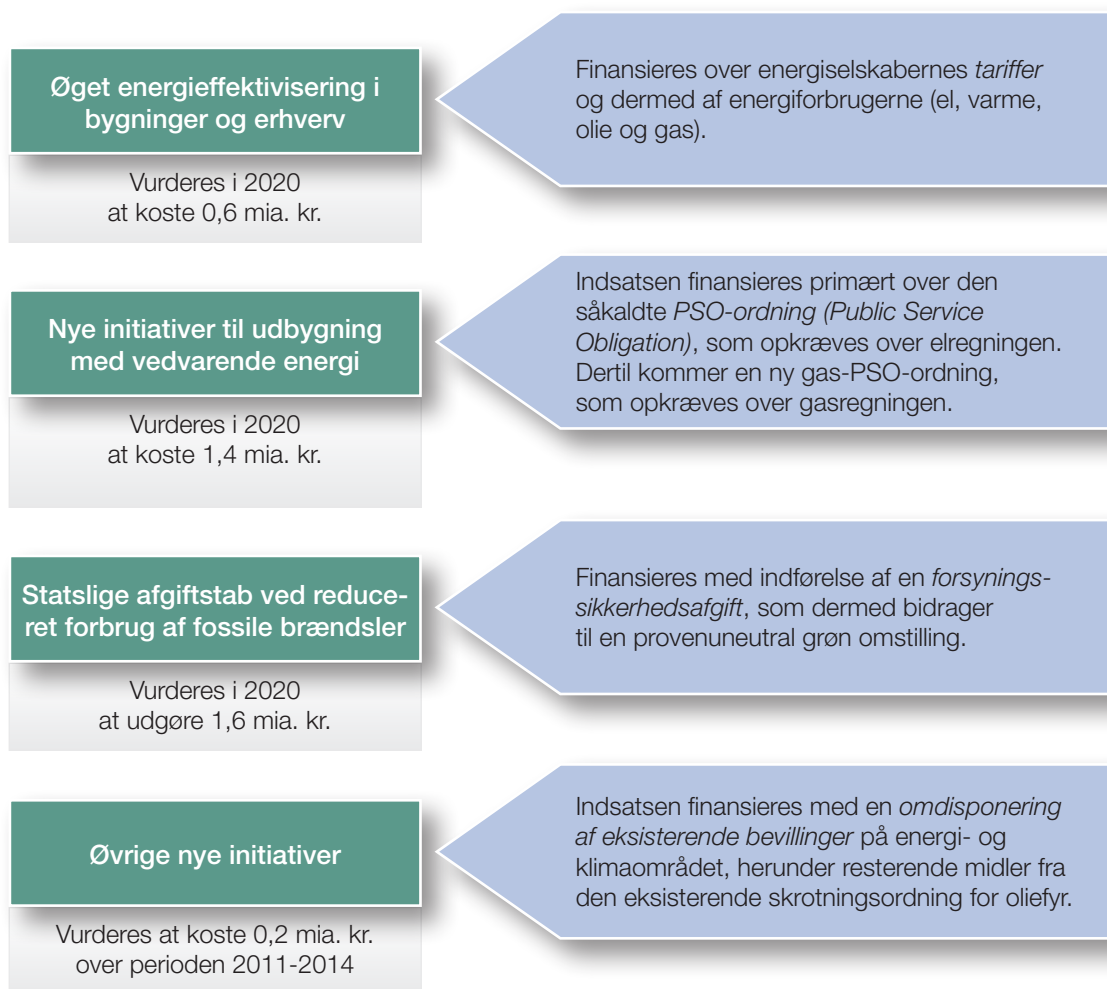 Øget energieffektivisering i
bygninger og erhverv
Vurderes i 2020
at koste 0,6 mia. kr.
Finansieres over energiselskabernes tariffer
og dermed af energiforbrugerne (el, varme,
olie og gas).
Nye initiativer til udbygning
med vedvarende energi
Vurderes i 2020
at koste 1,4 mia. kr.
Indsatsen finansieres primært over den
såkaldte PSO-ordning (Public Service
Obligation), som opkræves over elregningen.
Dertil kommer en ny gas-PSO-ordning,
som opkræves over gasregningen.
Statslige afgiftstab ved reduce-
ret forbrug af fossile brændsler
Vurderes i 2020
at udgøre 1,6 mia. kr.
Finansieres med indførelse af en forsynings-
sikkerhedsafgift, som dermed bidrager
til en provenuneutral grøn omstilling.
Øvrige nye initiativer
Vurderes at koste 0,2 mia. kr.
over perioden 2011-2014
Indsatsen finansieres med en omdisponering
af eksisterende bevillinger på energi- og
klimaområdet, herunder resterende midler fra
den eksisterende skrotningsordning for oliefyr.